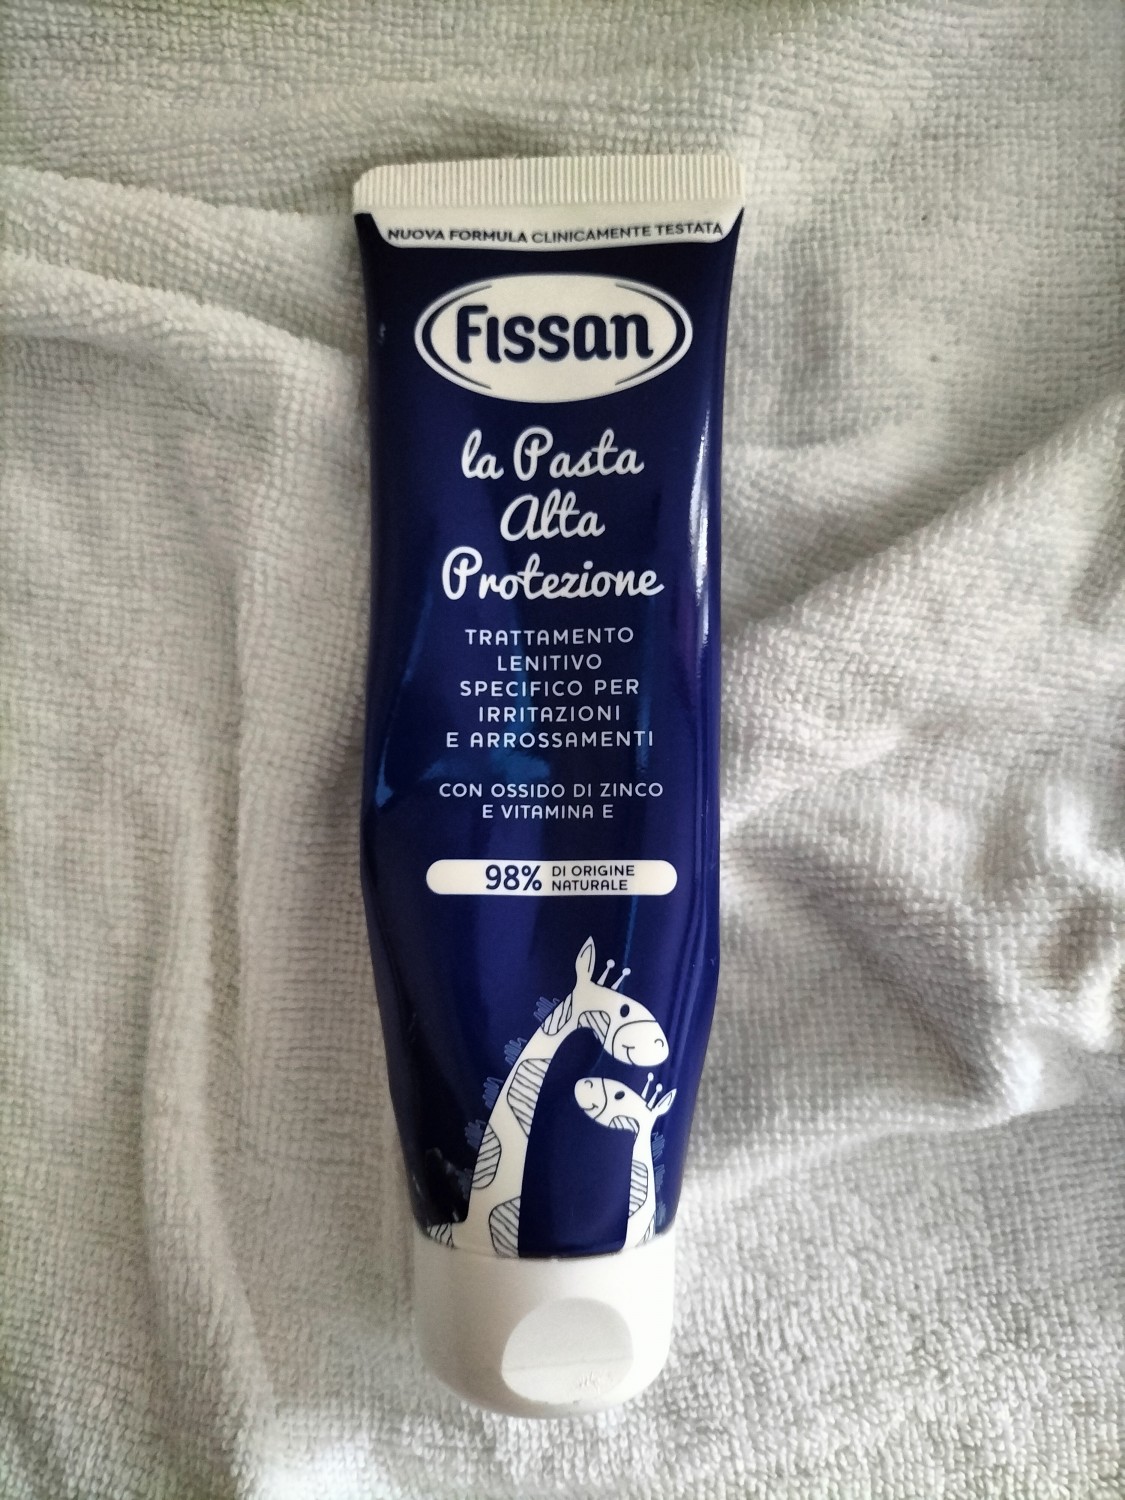 NUOVA FORMULA CLINICAMENTE TESTATA
Fissan
la Pasta
Alta
Protezione
TRATTAMENTO
LENITIVO
SPECIFICO PER
IRRITAZIONI
E ARROSSAMENTI
CON OSSIDO DI ZINCO
E VITAMINA E
98% DI ORIGINE
NATURALE